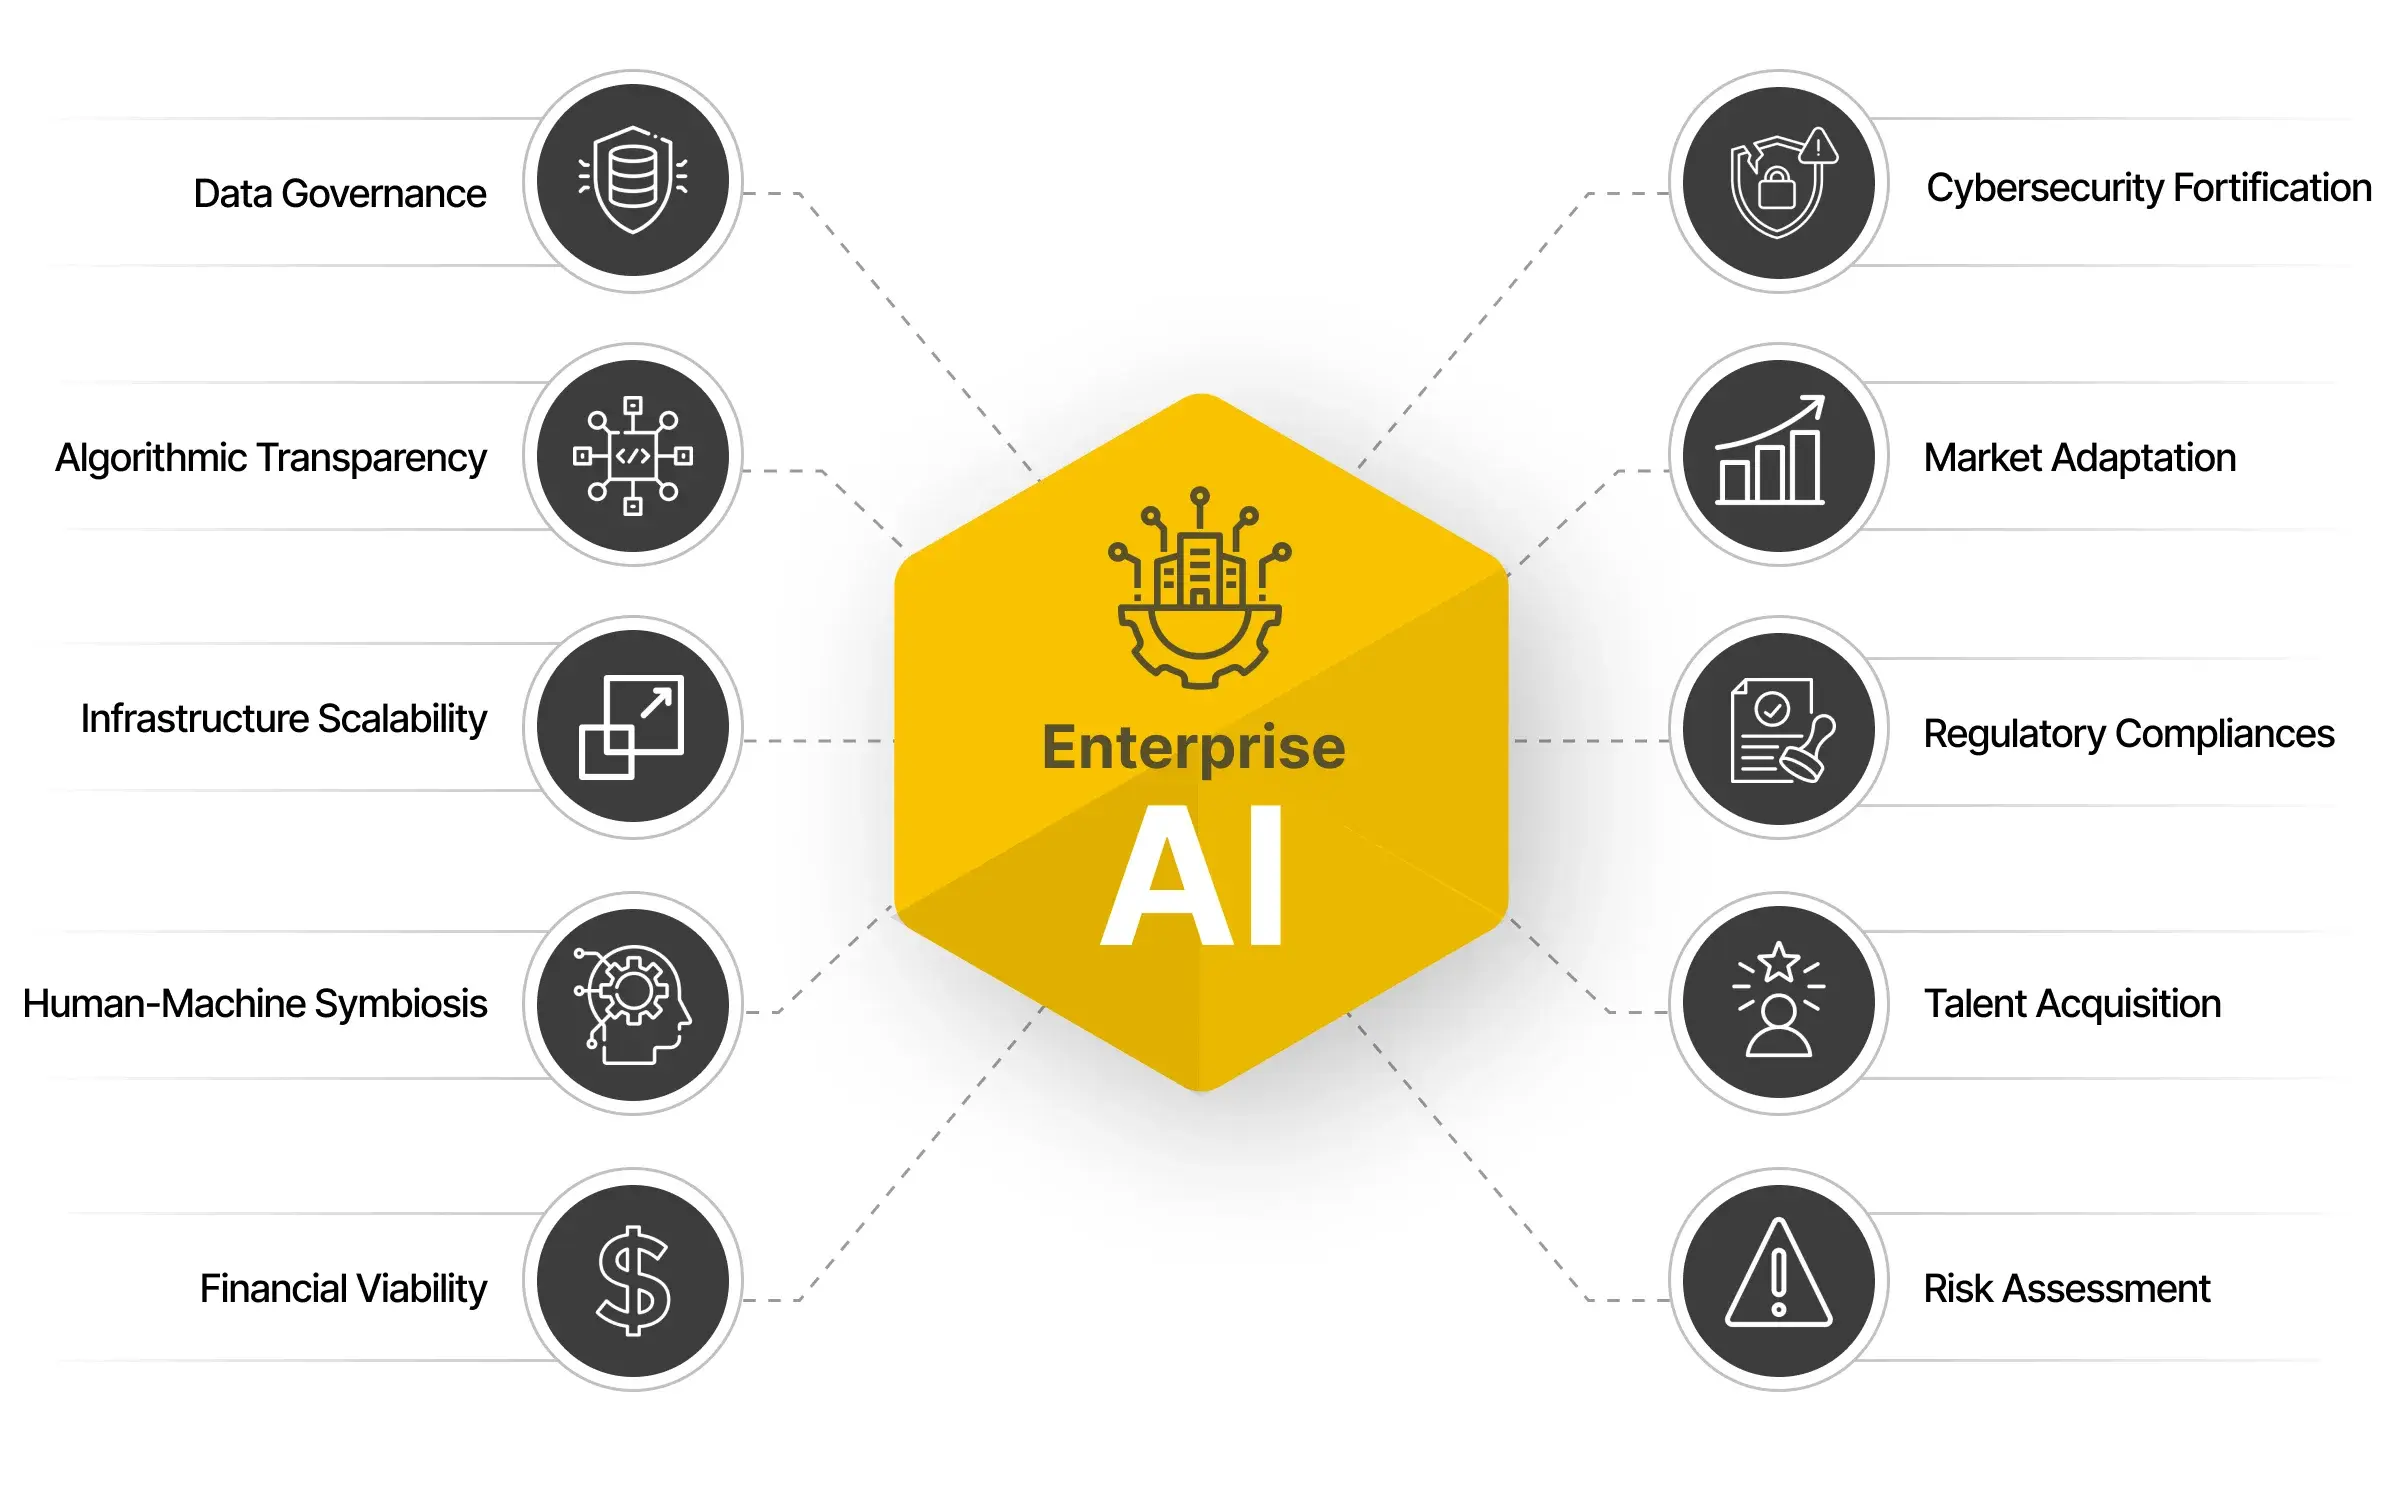 Data Governance
Algorithmic Transparency
Infrastructure Scalability
Human-Machine Symbiosis
Financial Viability
Enterprise
AI
Cybersecurity Fortification
Market Adaptation
Regulatory Compliances
Talent Acquisition
Risk Assessment